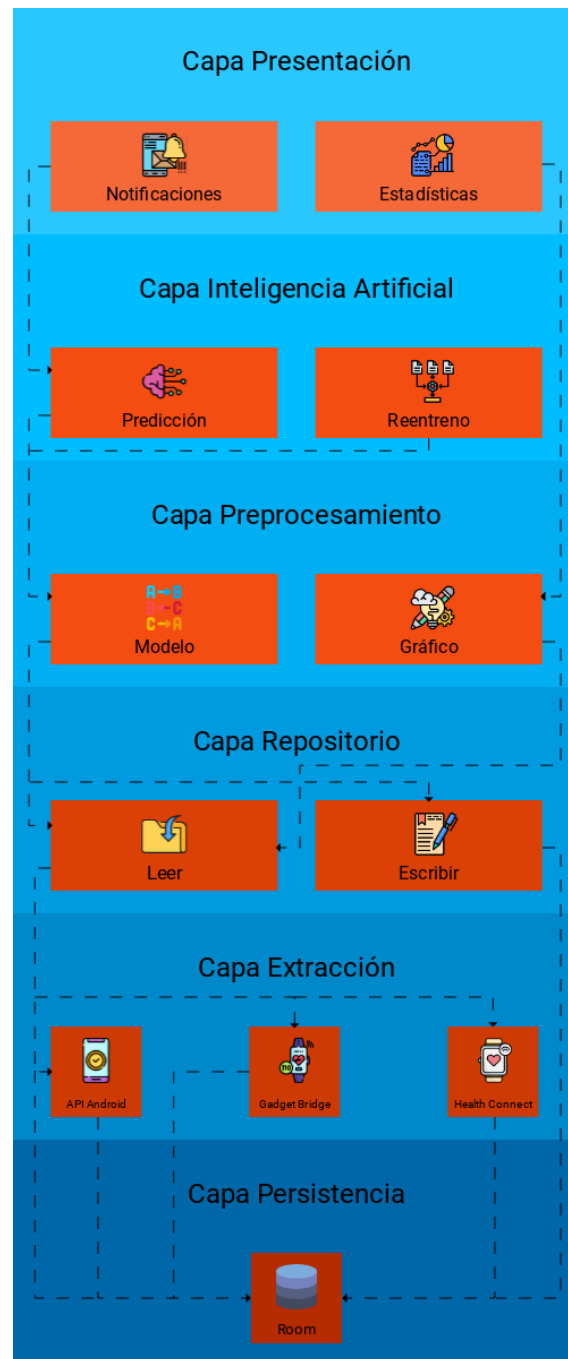 Capa Presentación
Notificaciones
Estadísticas
Capa Inteligencia Artificial
Predicción
Reentreno
Capa Preprocesamiento
A→B
B←C
C→A
Modelo
Gráfico
Capa Repositorio
Leer
Escribir
Capa Extracción
110
API Android
Gadget Bridge
Health Connect
Capa Persistencia
Room